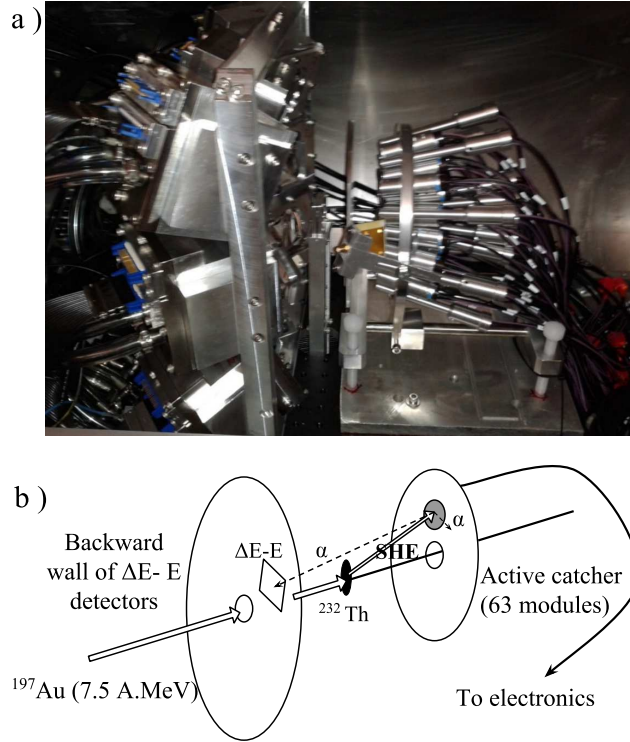 a )
b )
Backward
wall of ΔE- E
detectors
ΔE-E
α
SHE
α
²³²Th
Active catcher
(63 modules)
¹⁹⁷Au (7.5 A.MeV)
To electronics